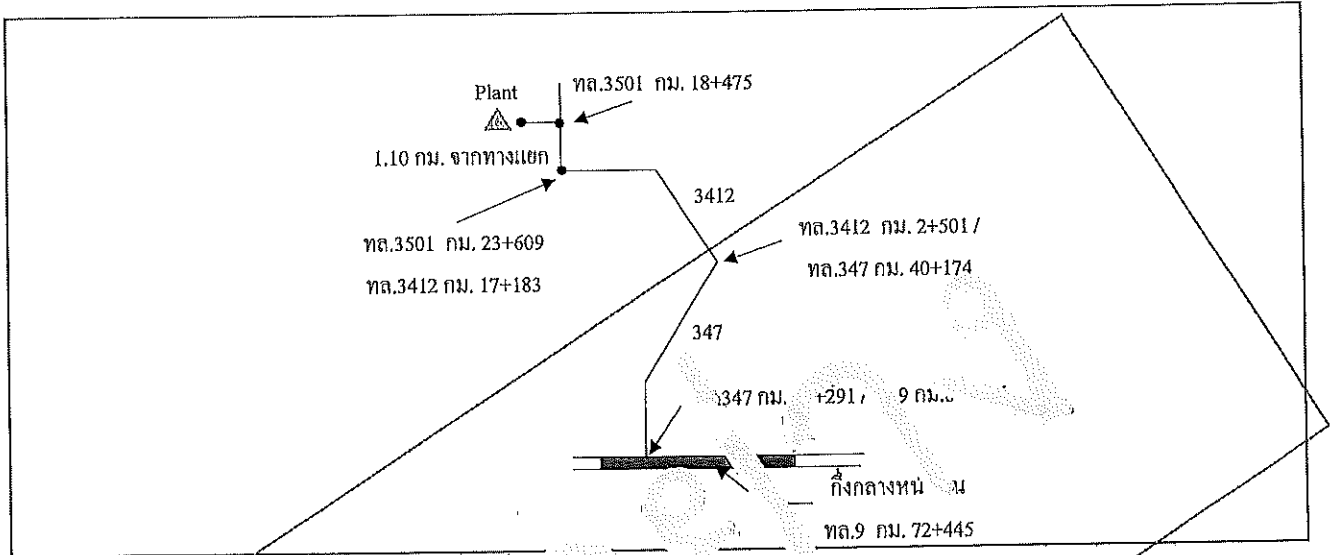 Plant
ทล.3501 กม. 18+475
1.10 กม. จากทางแยก
3412
ทล.3501 กม. 23+609
ทล.3412 กม. 17+183
ทล.3412 กม. 2+501 /
ทล.347 กม. 40+174
347
347 กม. +291 / 9 กม.
กึ่งกลางหน่
ทล.9 กม. 72+445